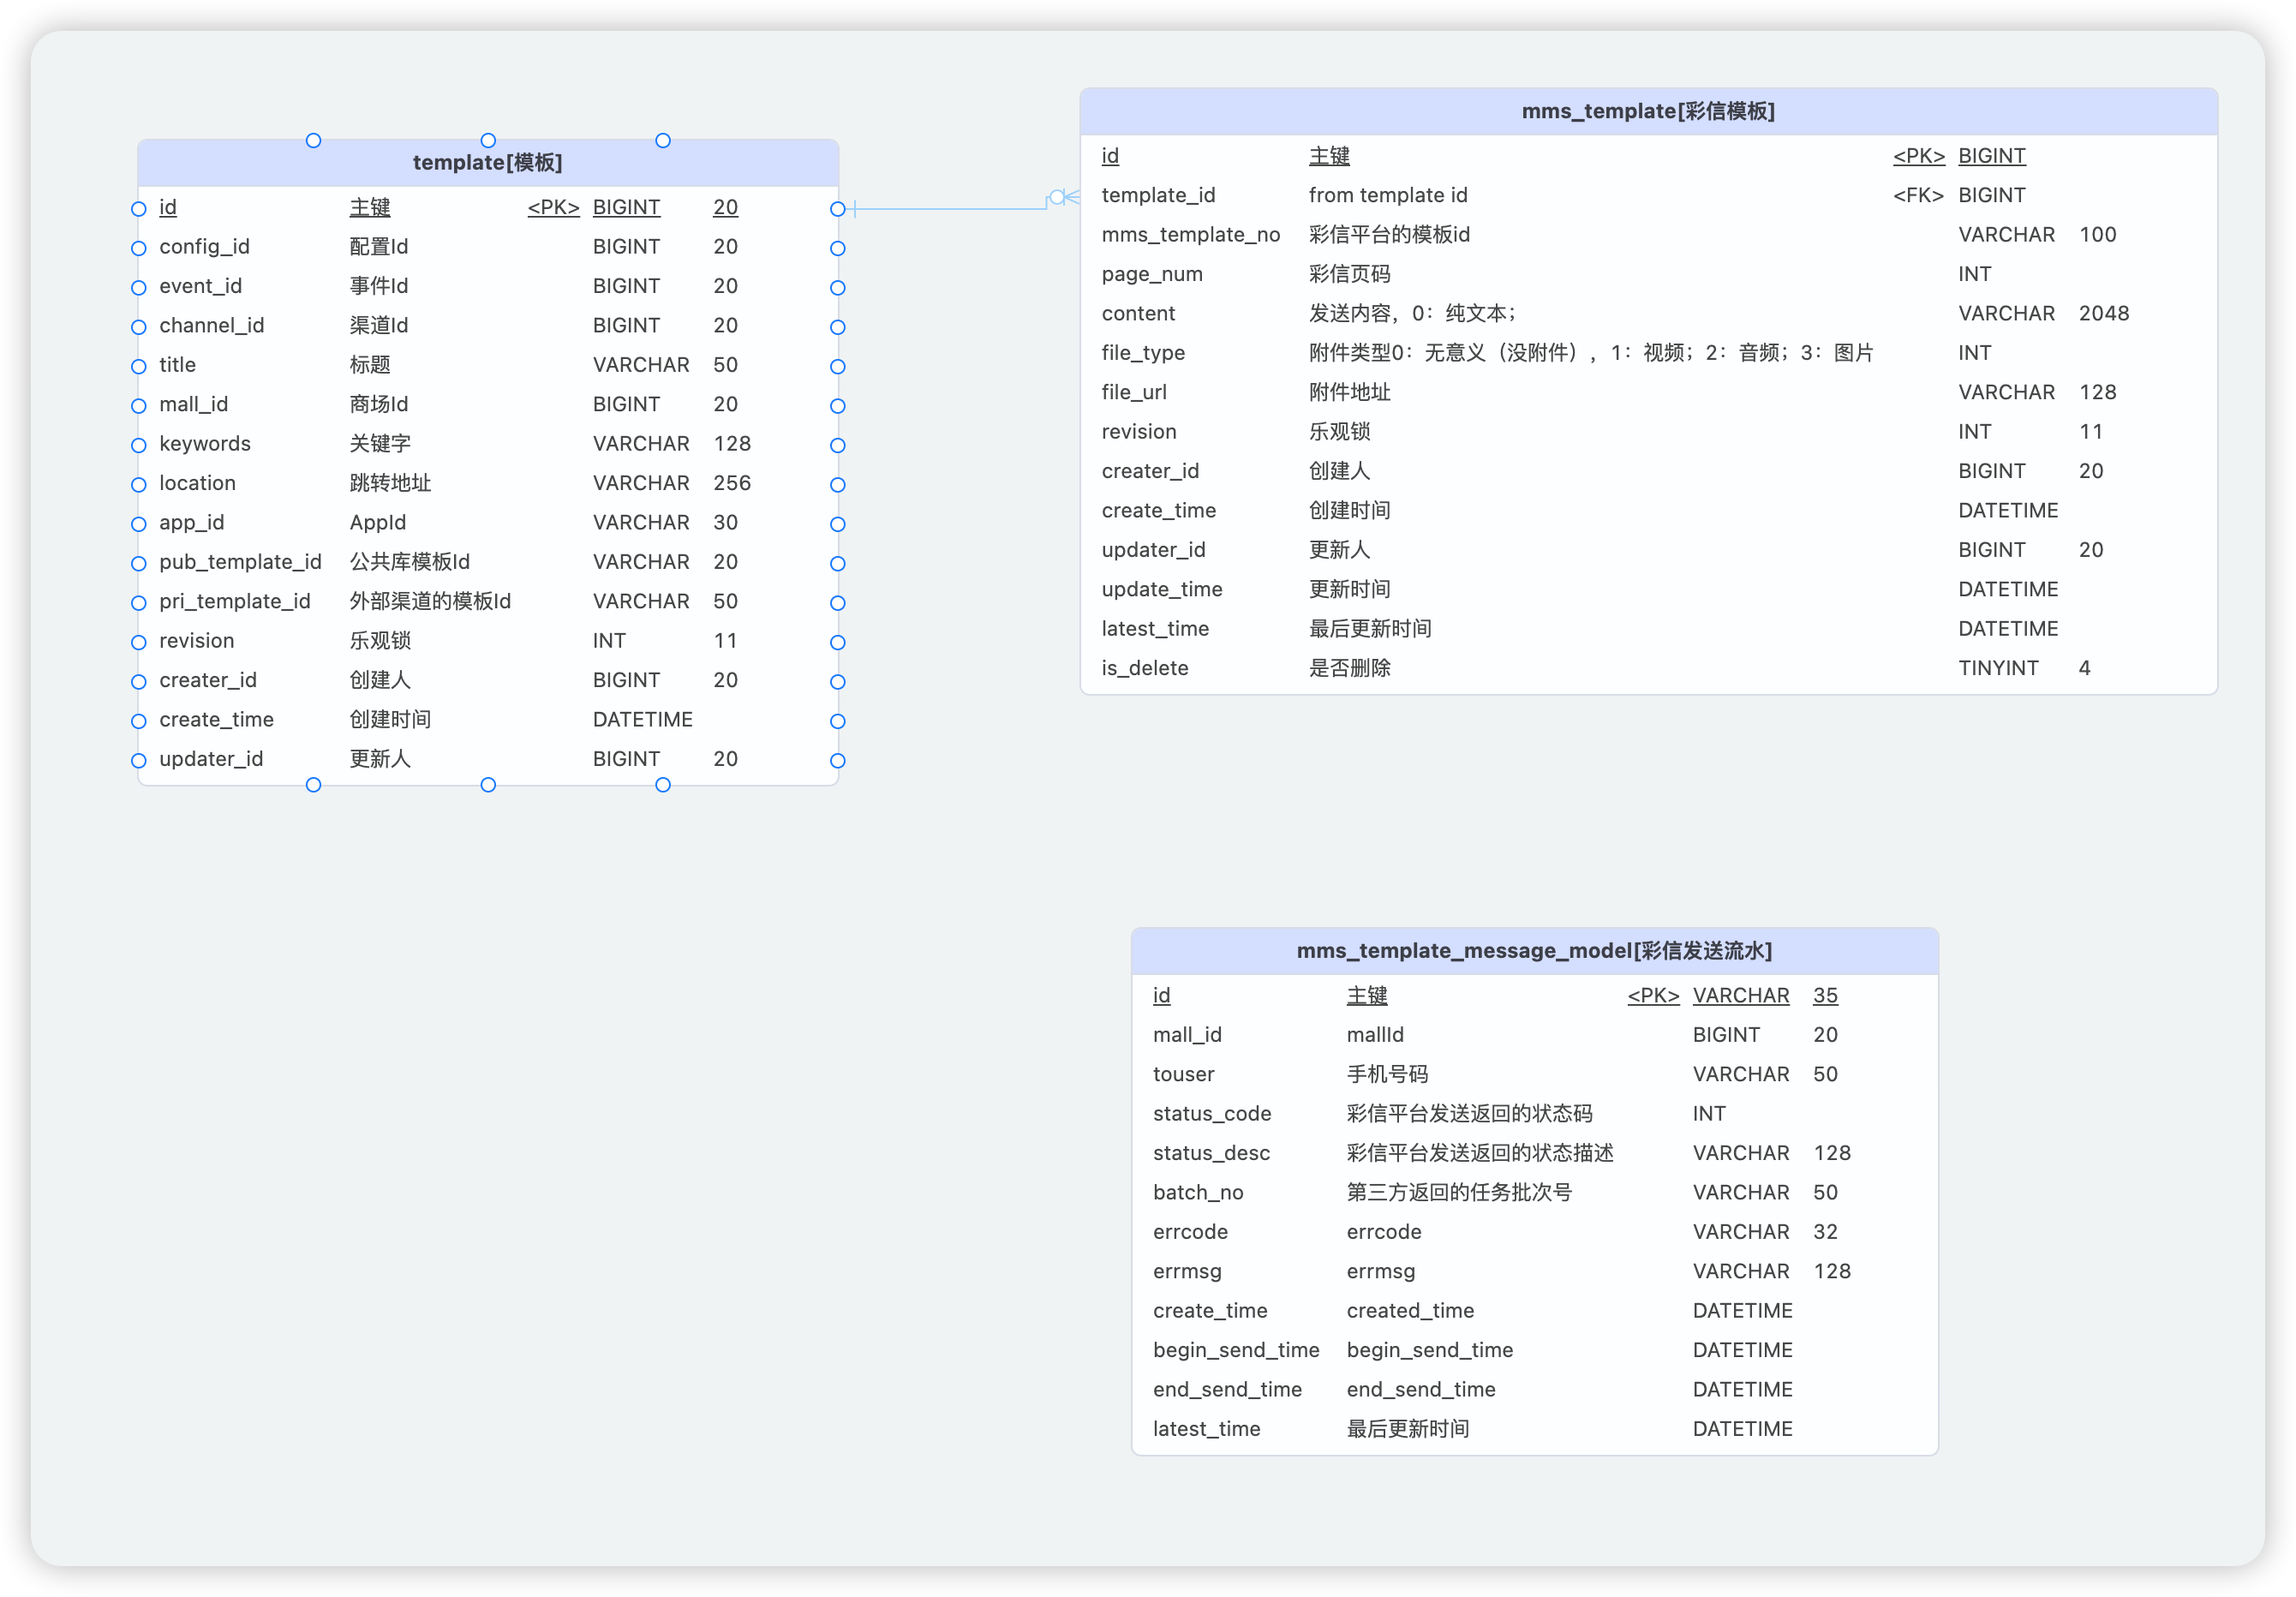 template[模板]
id 主键 <PK> BIGINT 20
config_id 配置Id BIGINT 20
event_id 事件Id BIGINT 20
channel_id 渠道Id BIGINT 20
title 标题 VARCHAR 50
mall_id 商场Id BIGINT 20
keywords 关键字 VARCHAR 128
location 跳转地址 VARCHAR 256
app_id AppId VARCHAR 30
pub_template_id 公共库模板Id VARCHAR 20
pri_template_id 外部渠道的模板Id VARCHAR 50
revision 乐观锁 INT 11
creater_id 创建人 BIGINT 20
create_time 创建时间 DATETIME
updater_id 更新人 BIGINT 20
mms_template[彩信模板]
id 主键 <PK> BIGINT
template_id from template id <FK> BIGINT
mms_template_no 彩信平台的模板id VARCHAR 100
page_num 彩信页码 INT
content 发送内容，0：纯文本； VARCHAR 2048
file_type 附件类型0：无意义（没附件），1：视频；2：音频；3：图片 INT
file_url 附件地址 VARCHAR 128
revision 乐观锁 INT 11
creater_id 创建人 BIGINT 20
create_time 创建时间 DATETIME
updater_id 更新人 BIGINT 20
update_time 更新时间 DATETIME
latest_time 最后更新时间 DATETIME
is_delete 是否删除 TINYINT 4
mms_template_message_model[彩信发送流水]
id 主键 <PK> VARCHAR 35
mall_id mallId BIGINT 20
touser 手机号码 VARCHAR 50
status_code 彩信平台发送返回的状态码 INT
status_desc 彩信平台发送返回的状态描述 VARCHAR 128
batch_no 第三方返回的任务批次号 VARCHAR 50
errcode errcode VARCHAR 32
errmsg errmsg VARCHAR 128
create_time created_time DATETIME
begin_send_time begin_send_time DATETIME
end_send_time end_send_time DATETIME
latest_time 最后更新时间 DATETIME